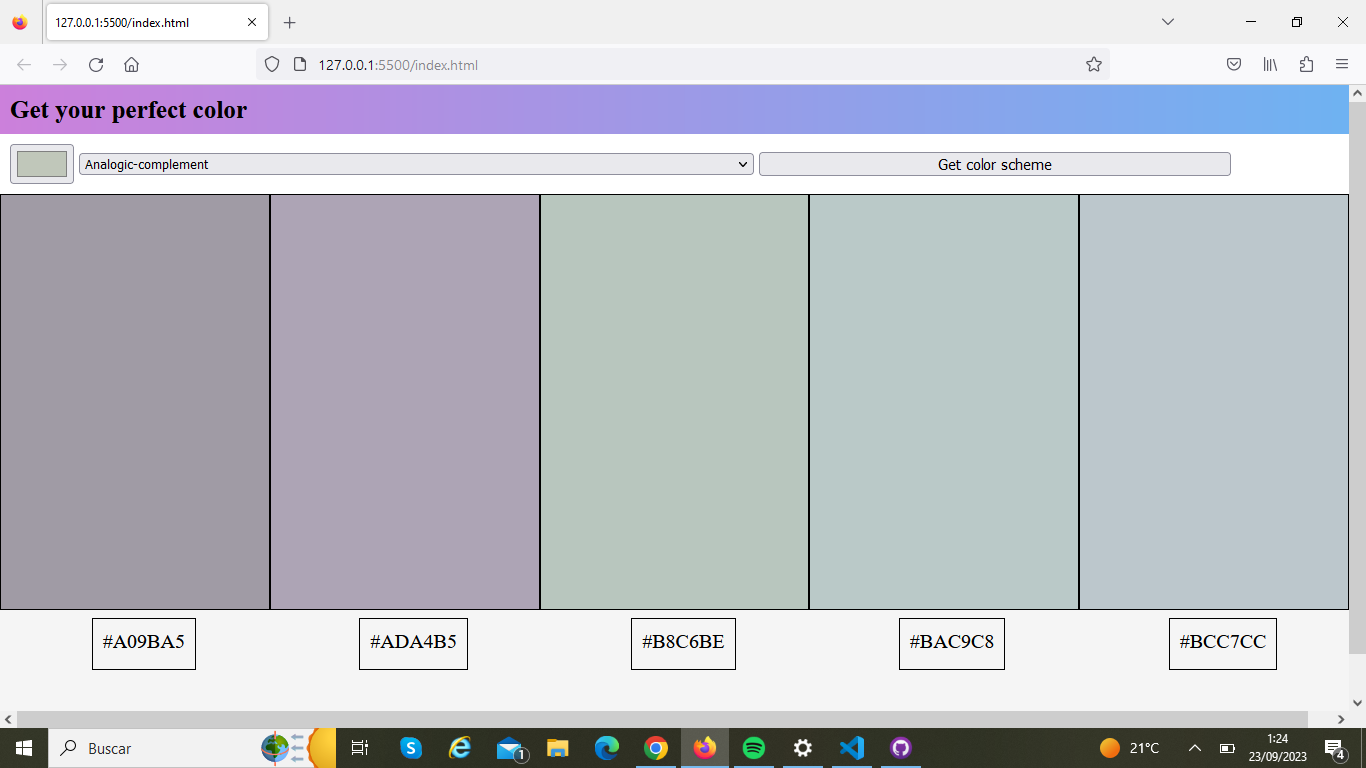 127.0.0.1:5500/index.html
127.0.0.1:5500/index.html
Get your perfect color
Analogic-complement
Get color scheme
#A09BA5
#ADA4B5
#B8C6BE
#BAC9C8
#BCC7CC
Buscar
1
21°C
1:24
23/09/2023
4